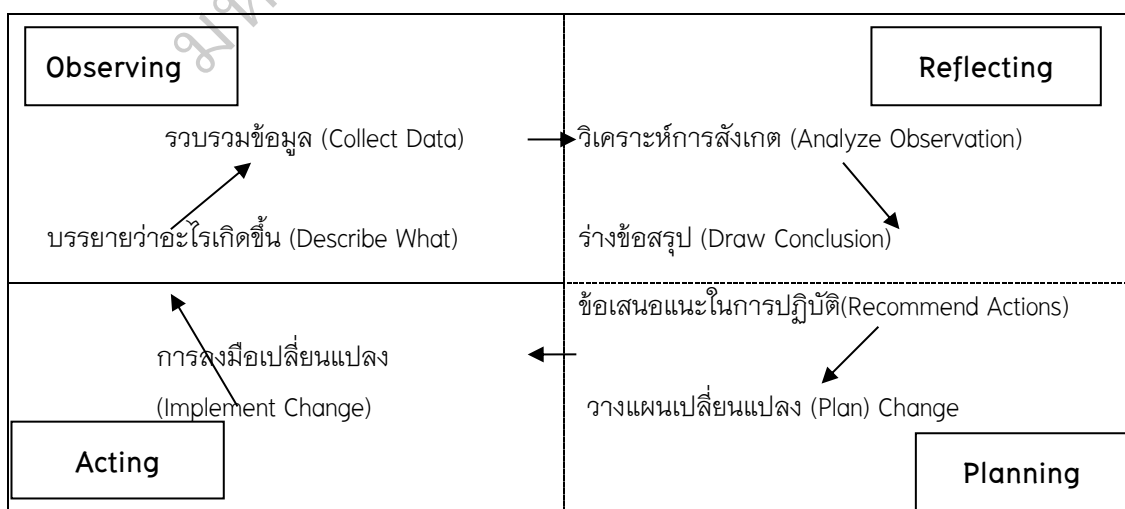 Observing
Reflecting
รวบรวมข้อมูล (Collect Data)
วิเคราะห์การสังเกต (Analyze Observation)
บรรยายว่าอะไรเกิดขึ้น (Describe What)
ร่างข้อสรุป (Draw Conclusion)
ข้อเสนอแนะในการปฏิบัติ(Recommend Actions)
การลงมือเปลี่ยนแปลง
(Implement Change)
วางแผนเปลี่ยนแปลง (Plan) Change
Acting
Planning